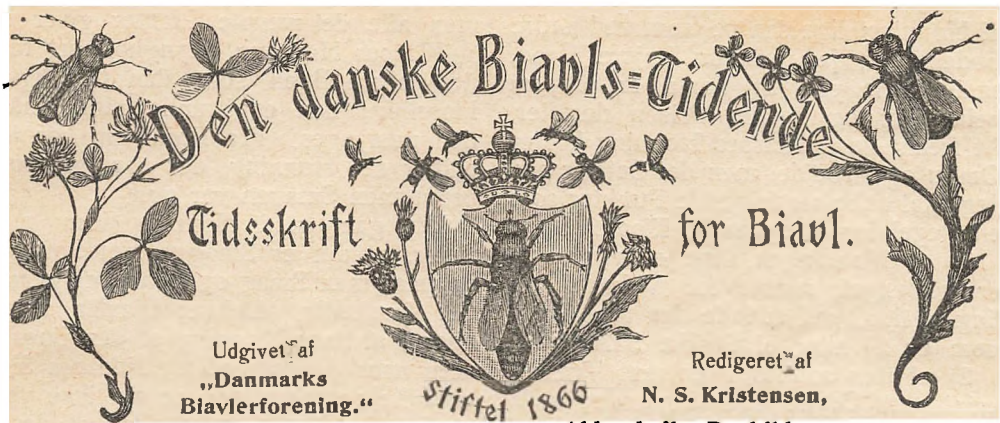 Den danske Biavls=Tidende
Tidsskrift for Biavl.
Udgivet af
„Danmarks
Biavlerforening.“
Stiftet 1866
Redigeret af
N. S. Kristensen,